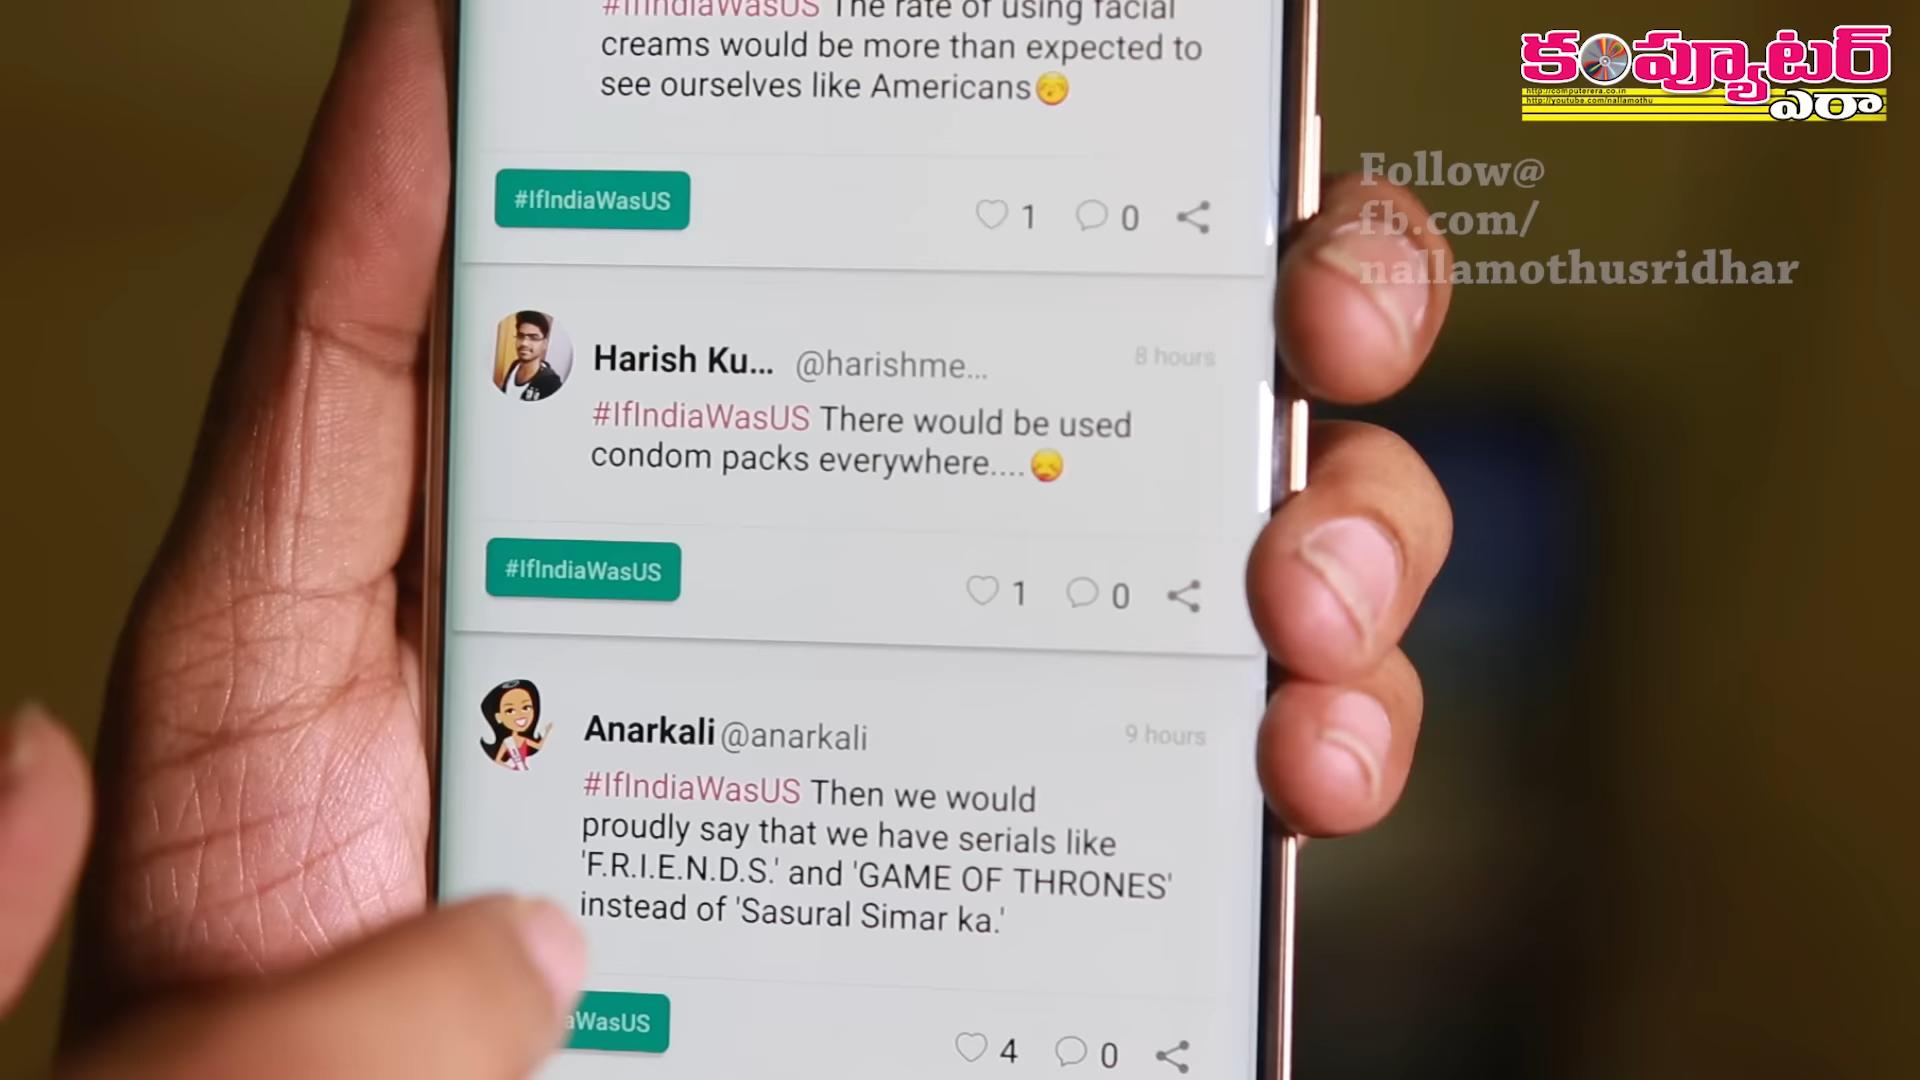 #IfIndiaWasUS The rate of using facial
creams would be more than expected to
see ourselves like Americans
#IfIndiaWasUS
1 0
Harish Ku... @harishme... 8 hours
#IfIndiaWasUS There would be used
condom packs everywhere....
#IfIndiaWasUS
1 0
Anarkali @anarkali 9 hours
#IfIndiaWasUS Then we would
proudly say that we have serials like
'F.R.I.E.N.D.S.' and 'GAME OF THRONES'
instead of 'Sasural Simar ka.'
aWasUS
4 0
కంప్యూటర్
http://computerera.co.in
http://youtube.com/nallamothu
ఎరా
Follow@
fb.com/
nallamothusridhar